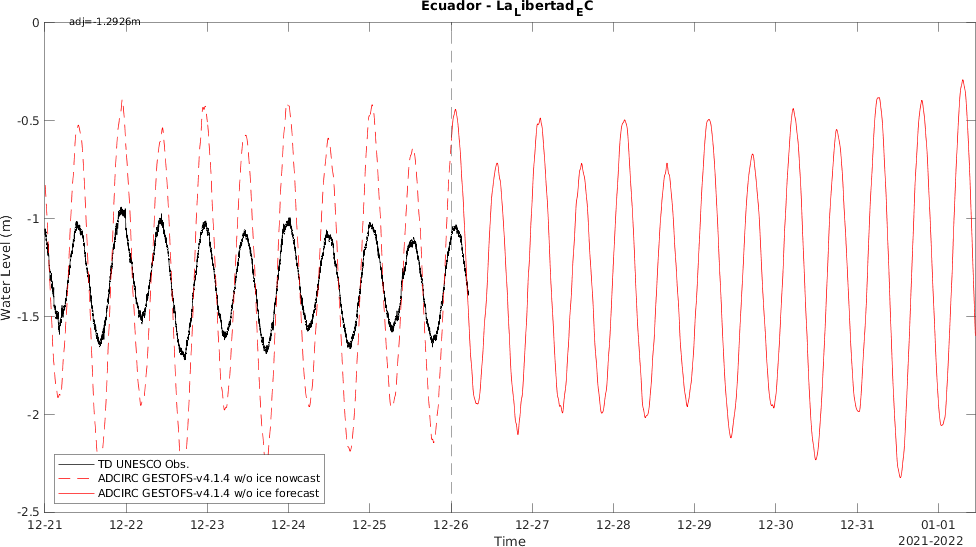 Ecuador - LaLibertadEC
adj=-1.2926m
0
-0.5
-1
-1.5
-2
-2.5
Water Level (m)
TD UNESCO Obs.
ADCIRC GESTOFS-v4.1.4 w/o ice nowcast
ADCIRC GESTOFS-v4.1.4 w/o ice forecast
12-21 12-22 12-23 12-24 12-25 12-26 12-27 12-28 12-29 12-30 12-31 01-01
Time
2021-2022